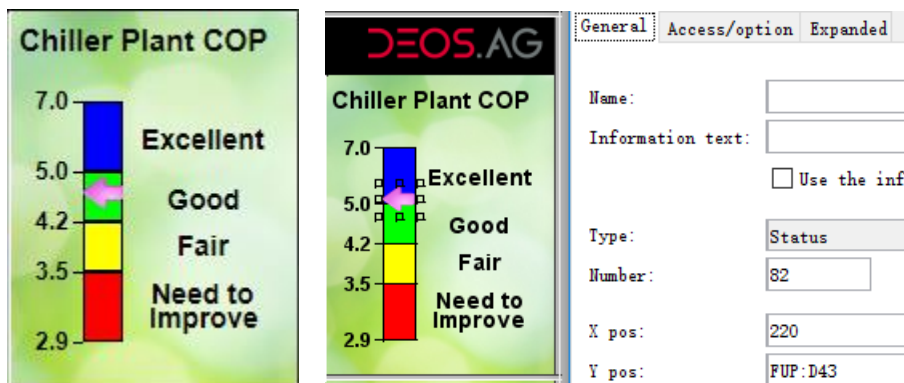 Chiller Plant COP
7.0
Excellent
5.0
Good
4.2
Fair
3.5
Need to
Improve
2.9
DEOS.AG
Chiller Plant COP
7.0
Excellent
5.0
Good
4.2
Fair
3.5
Need to
Improve
2.9
General Access/option Expanded
Name:
Information text:
Use the inf
Type: Status
Number: 82
X pos: 220
Y pos: FUP:D43